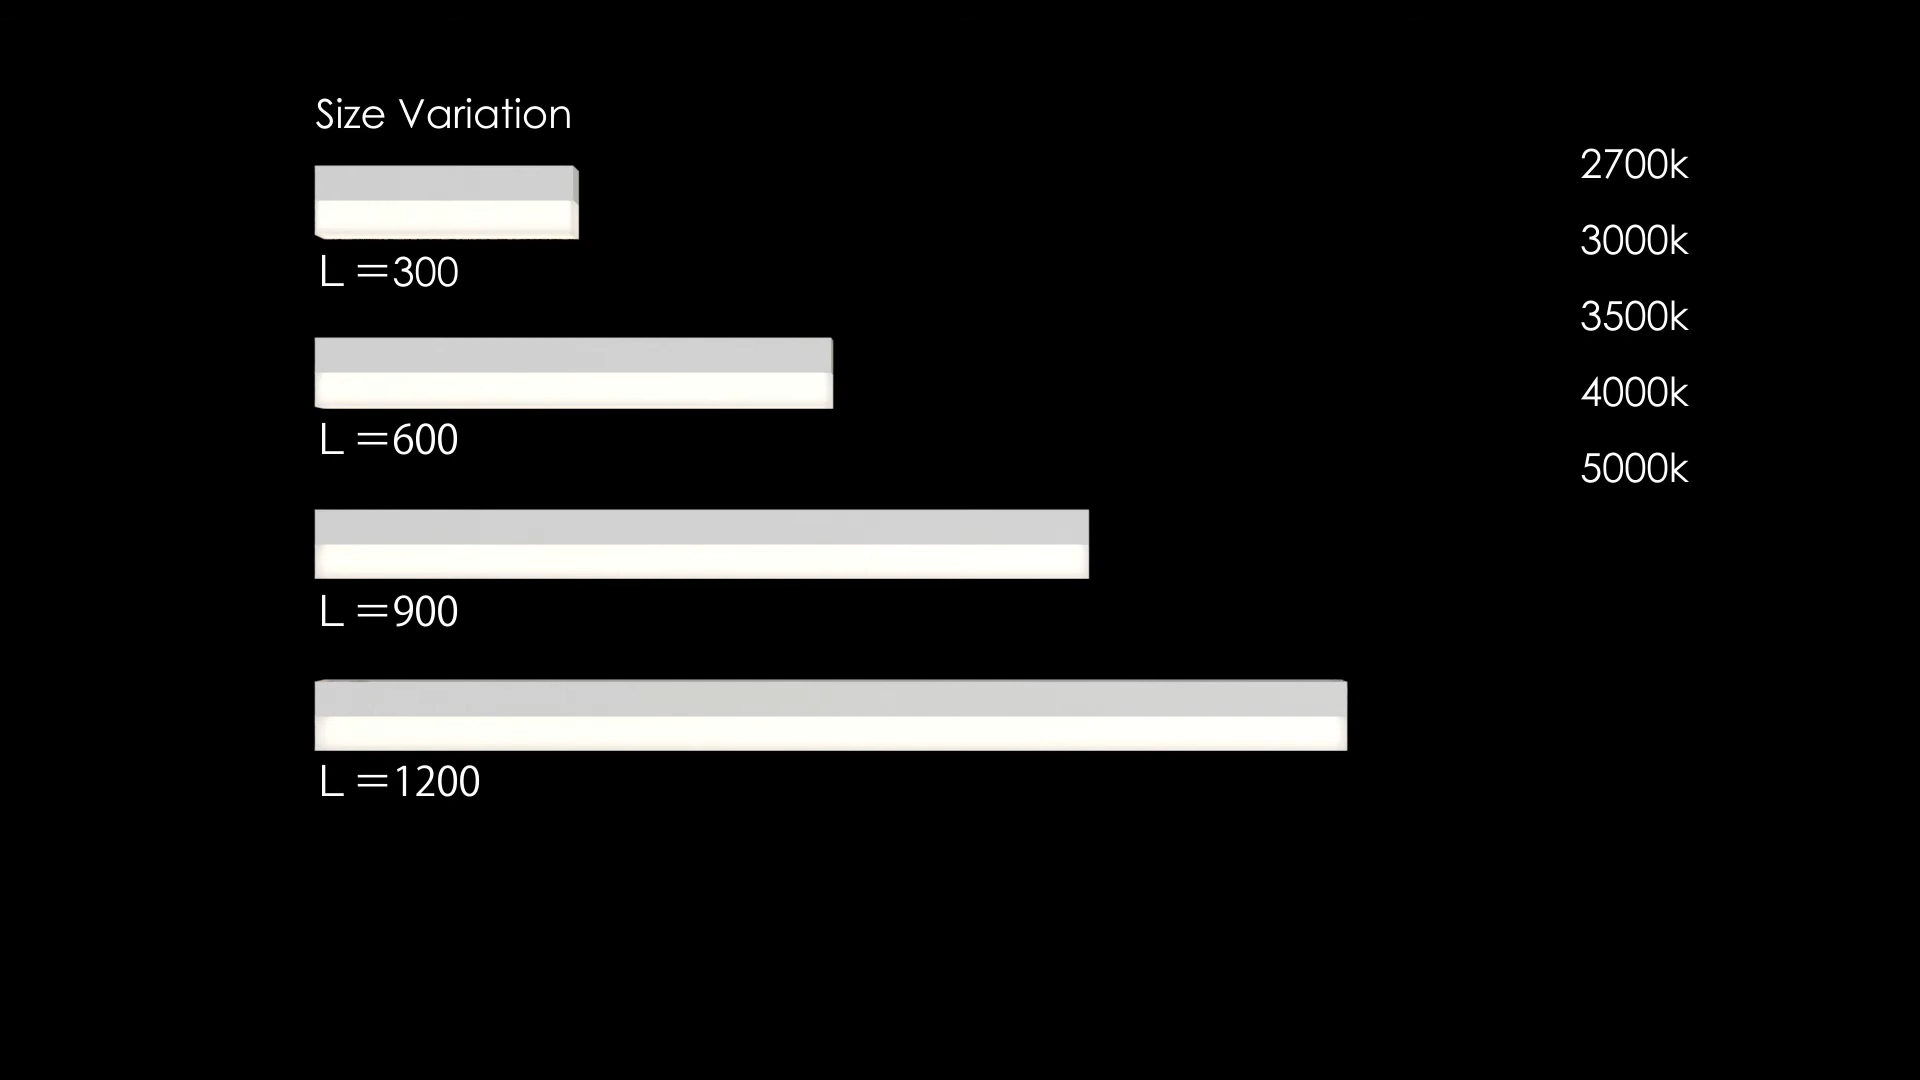 Size Variation
L =300
L =600
L =900
L =1200
2700k
3000k
3500k
4000k
5000k